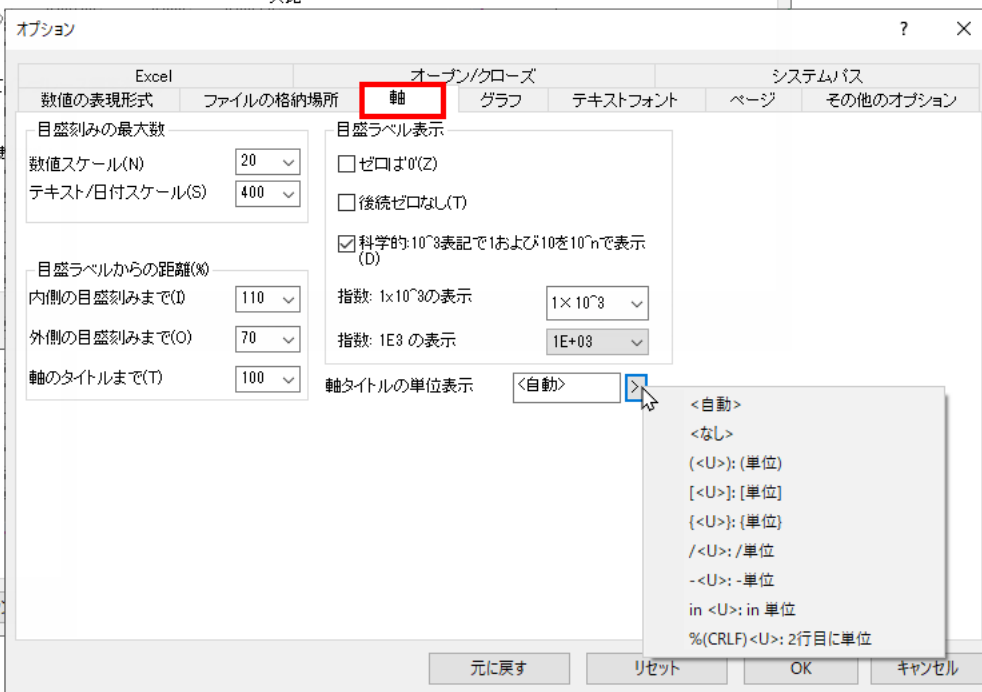 オプション
?
Excel
オープン/クローズ
システムパス
数値の表現形式
ファイルの格納場所
軸
グラフ
テキストフォント
ページ
その他のオプション
目盛刻みの最大数
数値スケール(N)
20
テキスト/日付スケール(S)
400
目盛ラベルからの距離(%)
内側の目盛刻みまで(I)
110
外側の目盛刻みまで(O)
70
軸のタイトルまで(T)
100
目盛ラベル表示
ゼロは'0'(Z)
後続ゼロなし(T)
科学的:10^3表記で1および10を10^nで表示
(D)
指数: 1x10^3の表示
1×10^3
指数: 1E3 の表示
1E+03
軸タイトルの単位表示
<自動>
>
<自動>
<なし>
(<U>): (単位)
[<U>]: [単位]
{<U>}: {単位}
/<U>: /単位
-<U>: -単位
in <U>: in 単位
%(CRLF)<U>: 2行目に単位
元に戻す
リセット
OK
キャンセル